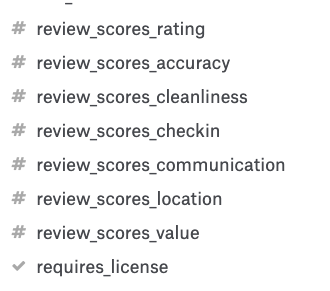 # review_scores_rating
# review_scores_accuracy
# review_scores_cleanliness
# review_scores_checkin
# review_scores_communication
# review_scores_location
# review_scores_value
requires_license